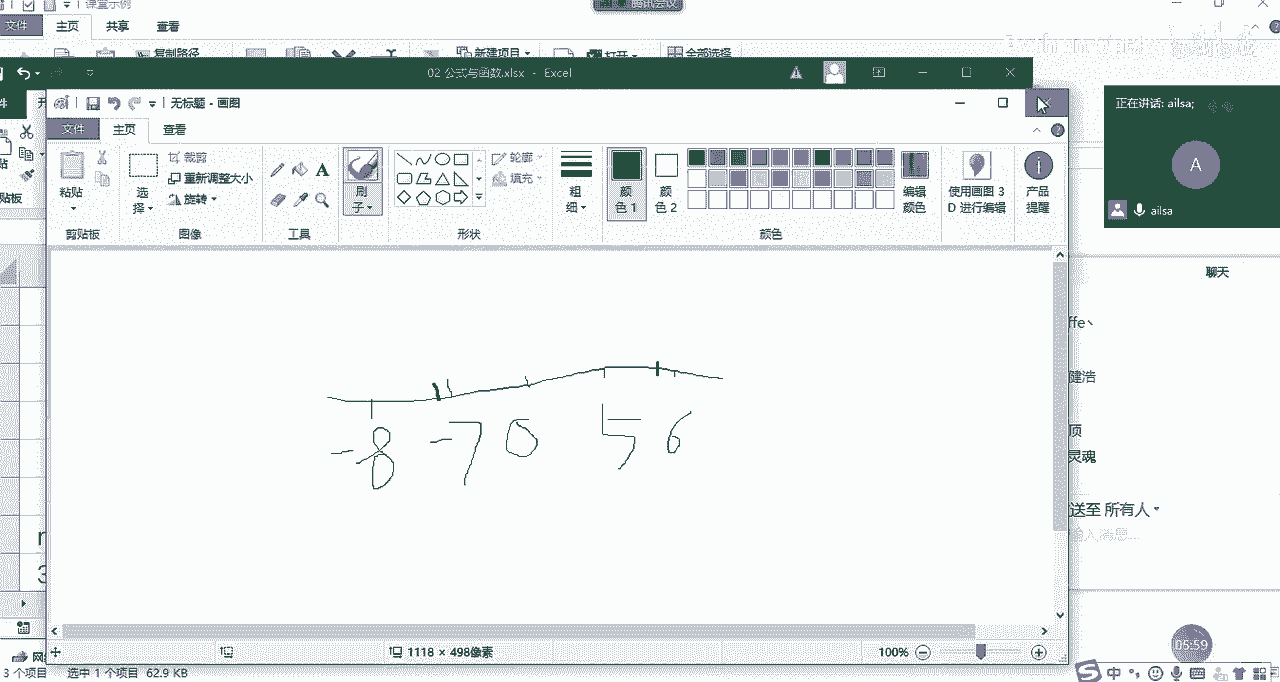 课堂示例
腾讯会议
文件 主页 共享 查看
复制路径 新建项目 打开 全部选择
02 公式与函数.xlsx - Excel
正在讲话: ailsa;
A
ailsa
无标题 - 画图
文件 主页 查看
粘贴
剪贴板
选择
裁剪
重新调整大小
旋转
图像
A
工具
刷子
轮廓
填充
形状
粗细
颜色 1
颜色 2
编辑颜色
颜色
使用画图 3D 进行编辑
产品提醒
聊天
ffe、
健浩
顶
灵魂
送至 所有人
-8 -7 0 5 6
1118 × 498像素
100%
05:59
3 个项目 选中 1 个项目 62.9 KB
中